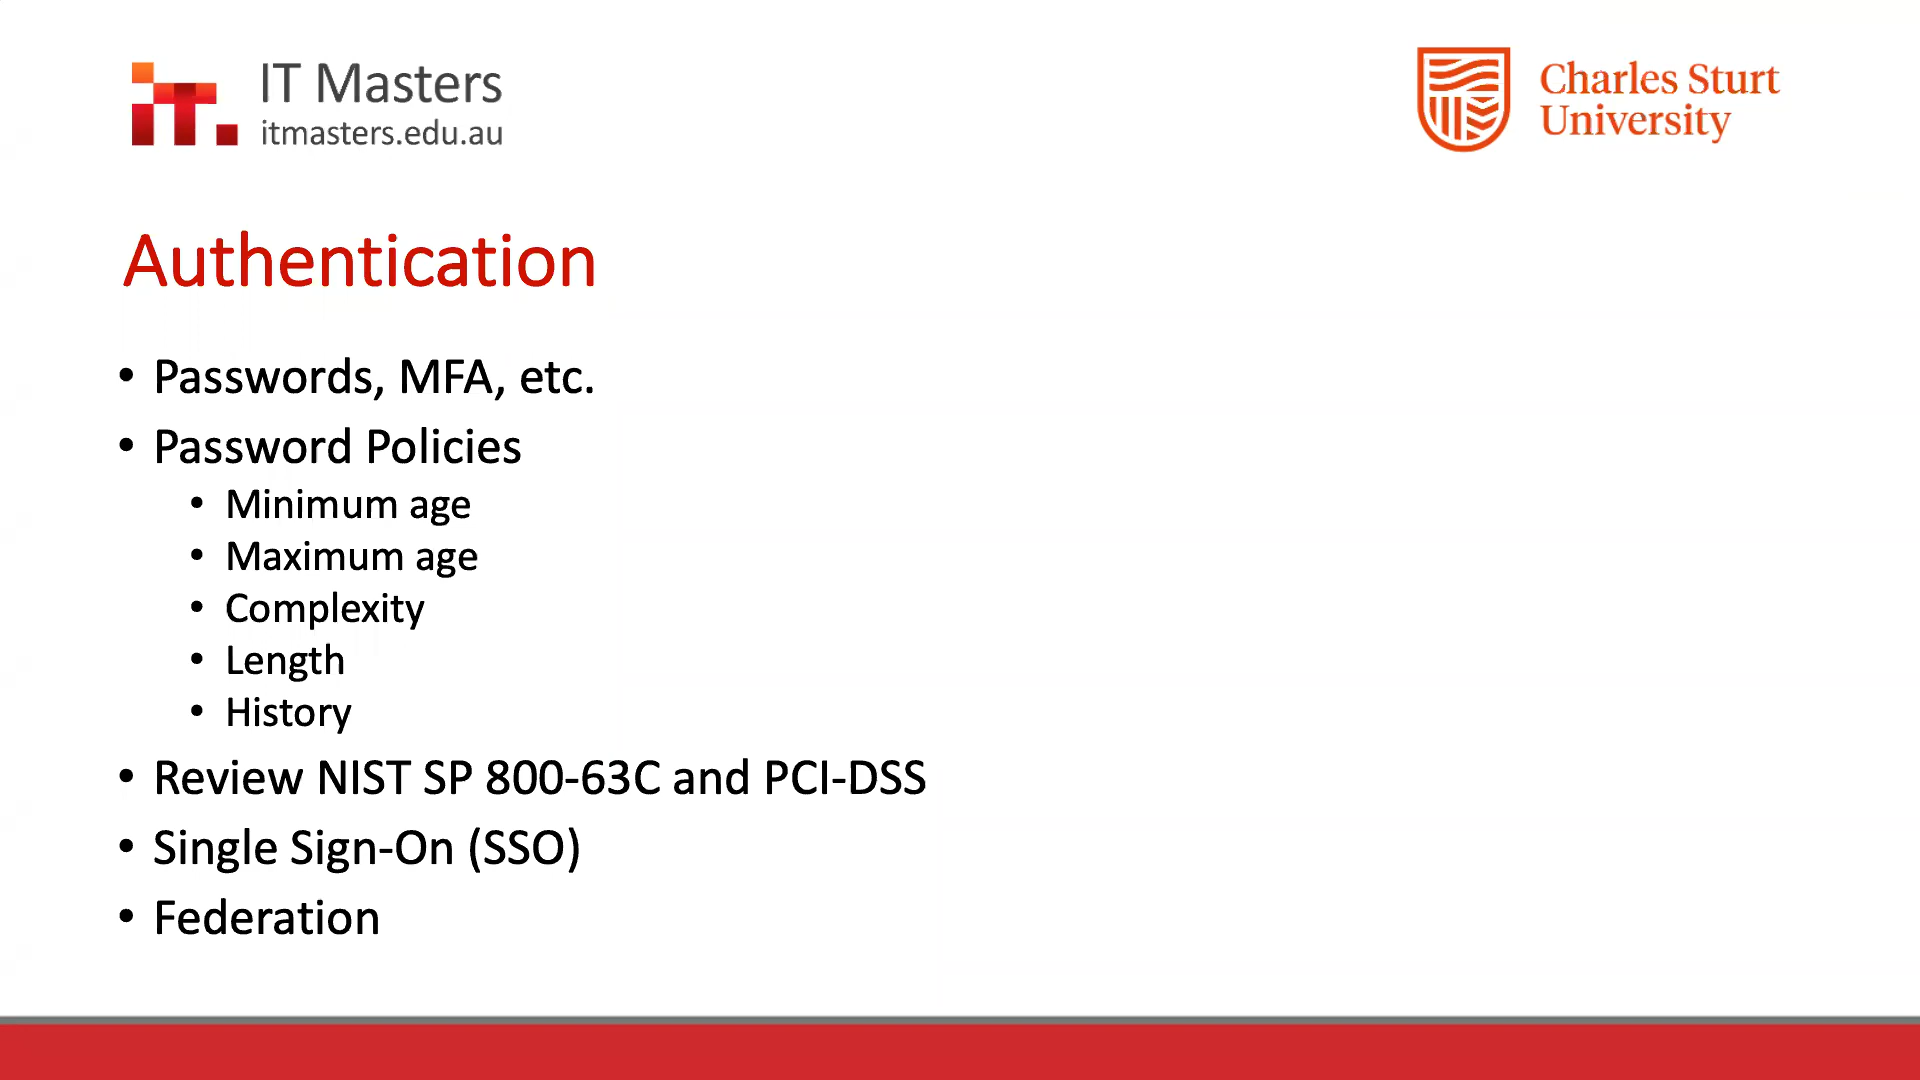 IT Masters
itmasters.edu.au
Charles Sturt
University
Authentication
• Passwords, MFA, etc.
• Password Policies
• Minimum age
• Maximum age
• Complexity
• Length
• History
• Review NIST SP 800-63C and PCI-DSS
• Single Sign-On (SSO)
• Federation